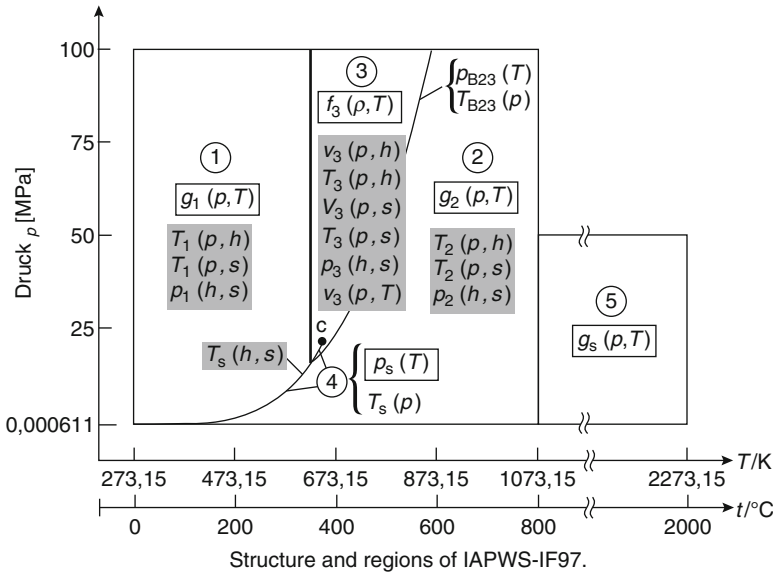 Druck p [MPa]
100
75
50
25
0,000611
1
g1 (p,T)
T1 (p,h)
T1 (p,s)
p1 (h,s)
3
f3 (ρ,T)
v3 (p,h)
T3 (p,h)
V3 (p,s)
T3 (p,s)
p3 (h,s)
v3 (p,T)
pB23 (T)
TB23 (p)
2
g2 (p,T)
T2 (p,h)
T2 (p,s)
p2 (h,s)
5
gs (p,T)
c
Ts (h,s)
4
ps (T)
Ts (p)
273,15 473,15 673,15 873,15 1073,15 2273,15 T/K
0 200 400 600 800 2000 t/°C
Structure and regions of IAPWS-IF97.